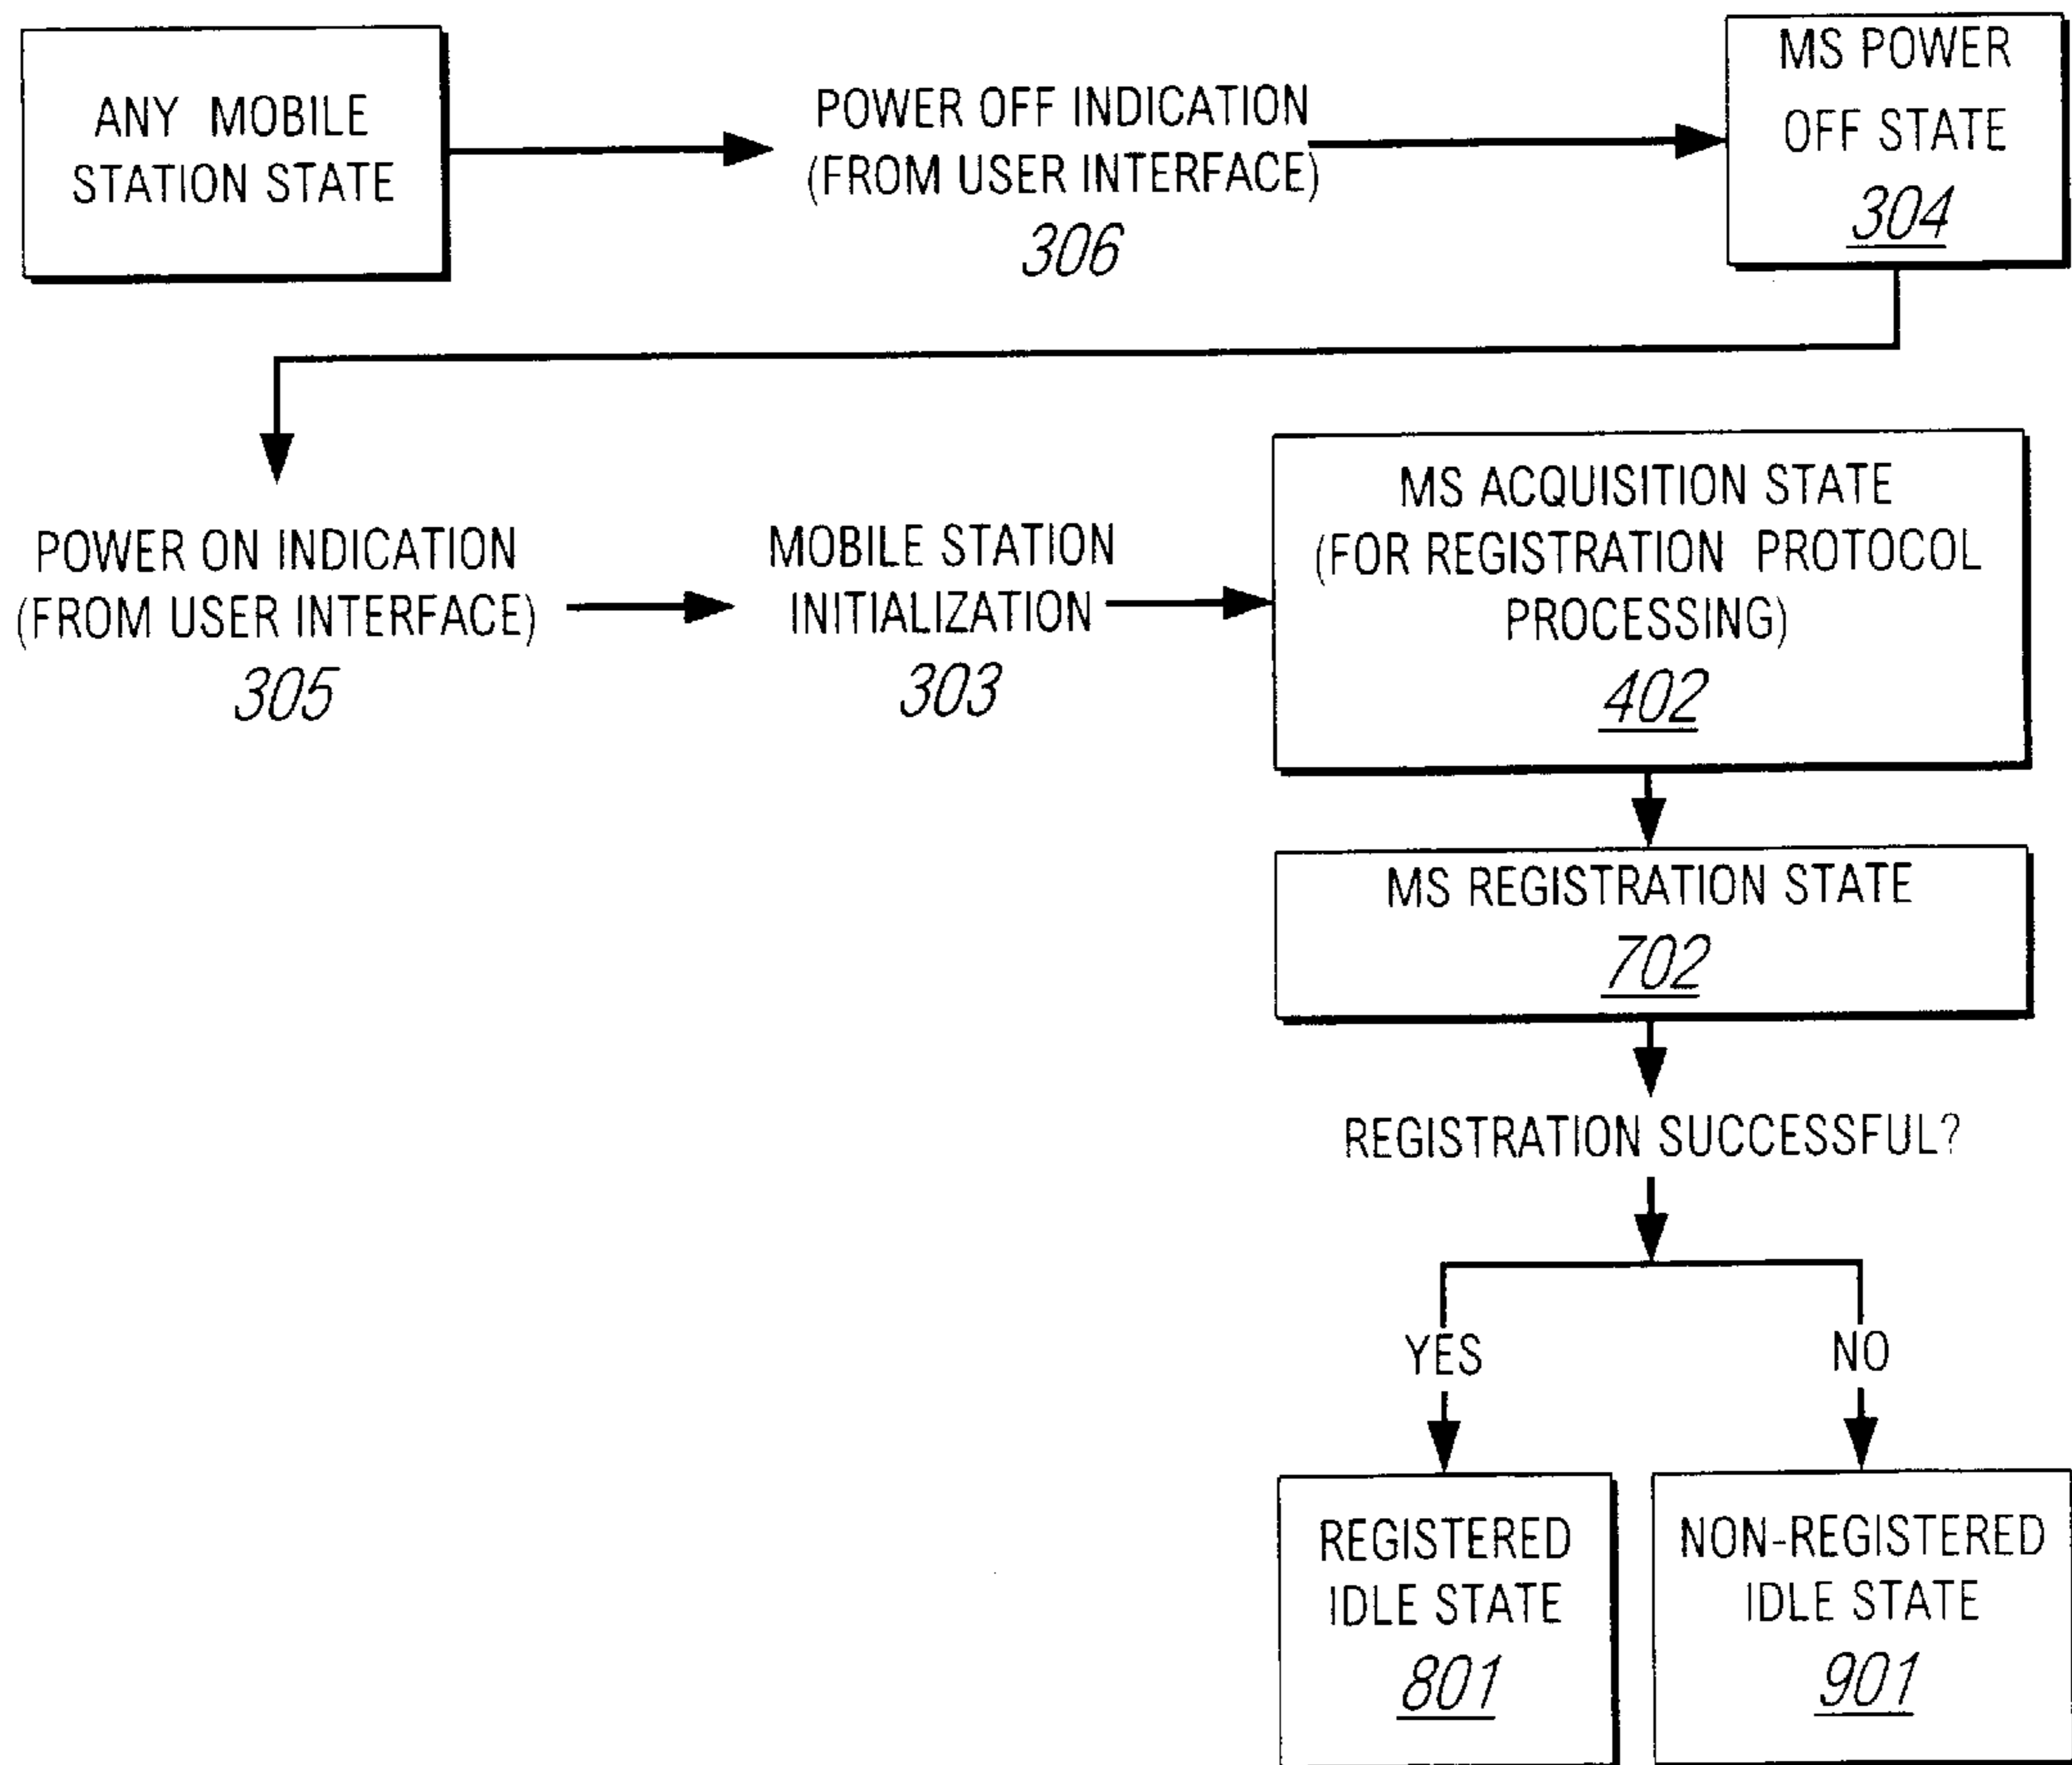 ANY MOBILE
STATION STATE
POWER OFF INDICATION
(FROM USER INTERFACE)
306
MS POWER
OFF STATE
304
POWER ON INDICATION
(FROM USER INTERFACE)
305
MOBILE STATION
INITIALIZATION
303
MS ACQUISITION STATE
(FOR REGISTRATION PROTOCOL
PROCESSING)
402
MS REGISTRATION STATE
702
REGISTRATION SUCCESSFUL?
YES
NO
REGISTERED
IDLE STATE
801
NON-REGISTERED
IDLE STATE
901